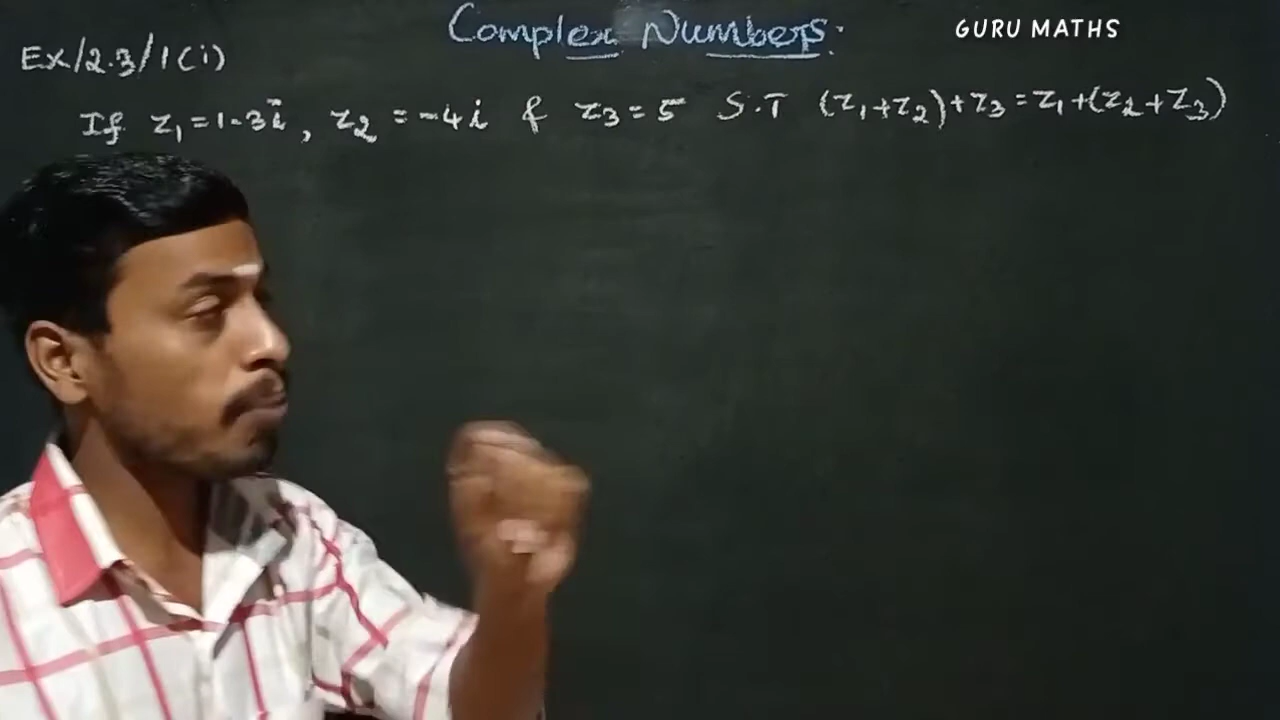 Complex Numbers:
GURU MATHS
Ex/2.3/1(i)
If z₁=1-3i, z₂ =-4i & z₃=5 S.T (z₁+z₂)+z₃=z₁+(z₂+z₃)